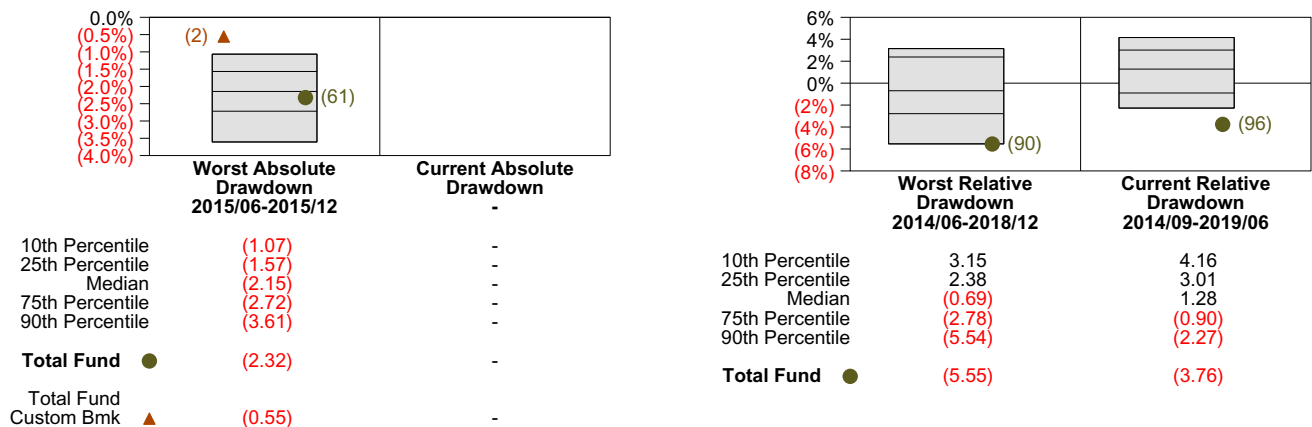 0.0%
(0.5%)
(1.0%)
(1.5%)
(2.0%)
(2.5%)
(3.0%)
(3.5%)
(4.0%)
(2)
(61)
Worst Absolute Drawdown 2015/06-2015/12
Current Absolute Drawdown -
10th Percentile (1.07) -
25th Percentile (1.57) -
Median (2.15) -
75th Percentile (2.72) -
90th Percentile (3.61) -
Total Fund (2.32) -
Total Fund
Custom Bmk (0.55) -
6%
4%
2%
0%
(2%)
(4%)
(6%)
(8%)
(90)
(96)
Worst Relative Drawdown 2014/06-2018/12
Current Relative Drawdown 2014/09-2019/06
10th Percentile 3.15 4.16
25th Percentile 2.38 3.01
Median (0.69) 1.28
75th Percentile (2.78) (0.90)
90th Percentile (5.54) (2.27)
Total Fund (5.55) (3.76)